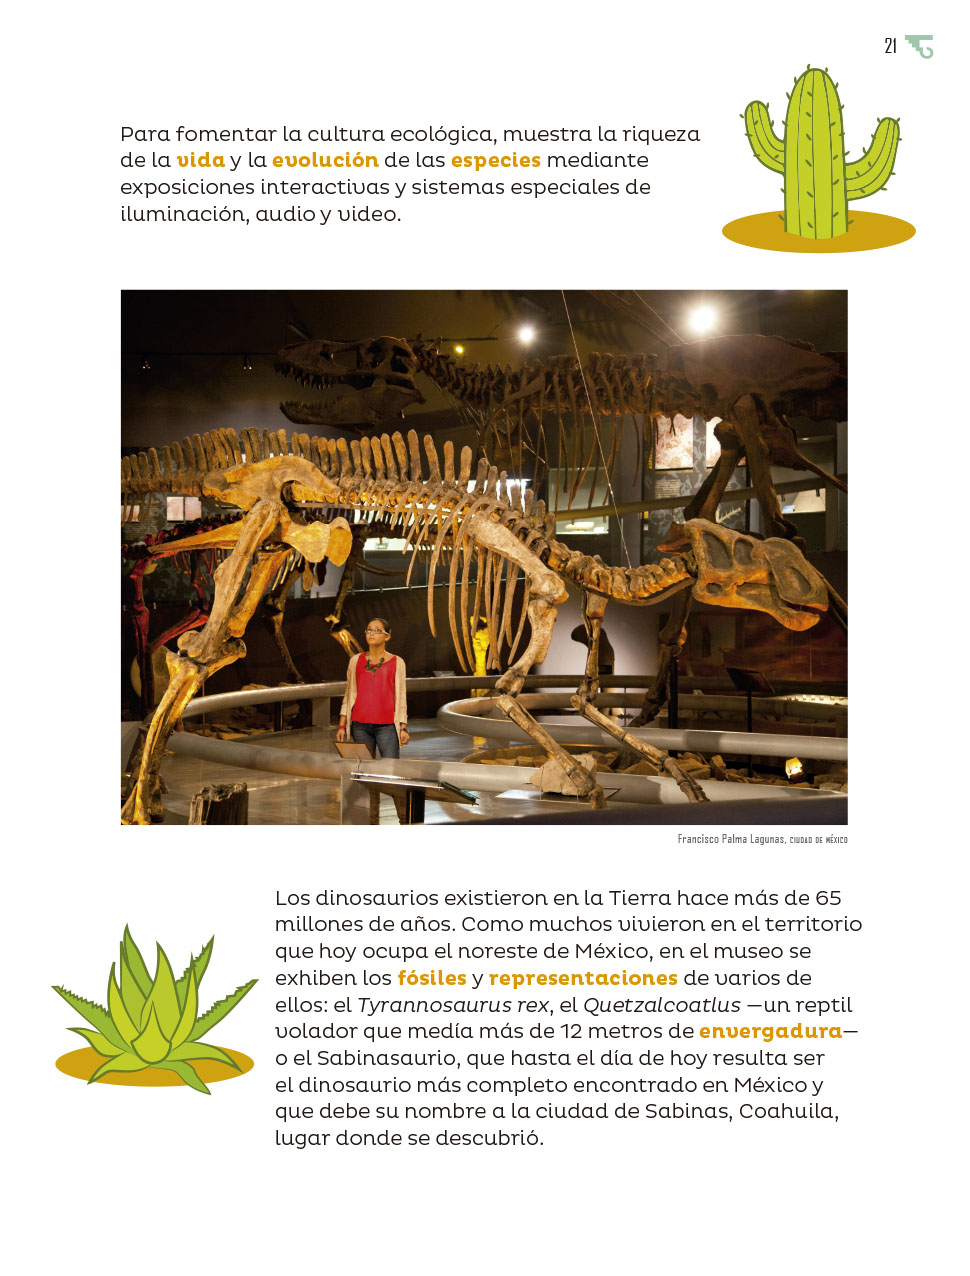 21
Para fomentar la cultura ecológica, muestra la riqueza
de la vida y la evolución de las especies mediante
exposiciones interactivas y sistemas especiales de
iluminación, audio y video.
Francisco Palma Lagunas, CIUDAD DE MÉXICO
Los dinosaurios existieron en la Tierra hace más de 65
millones de años. Como muchos vivieron en el territorio
que hoy ocupa el noreste de México, en el museo se
exhiben los fósiles y representaciones de varios de
ellos: el Tyrannosaurus rex, el Quetzalcoatlus —un reptil
volador que medía más de 12 metros de envergadura—
o el Sabinasaurio, que hasta el día de hoy resulta ser
el dinosaurio más completo encontrado en México y
que debe su nombre a la ciudad de Sabinas, Coahuila,
lugar donde se descubrió.